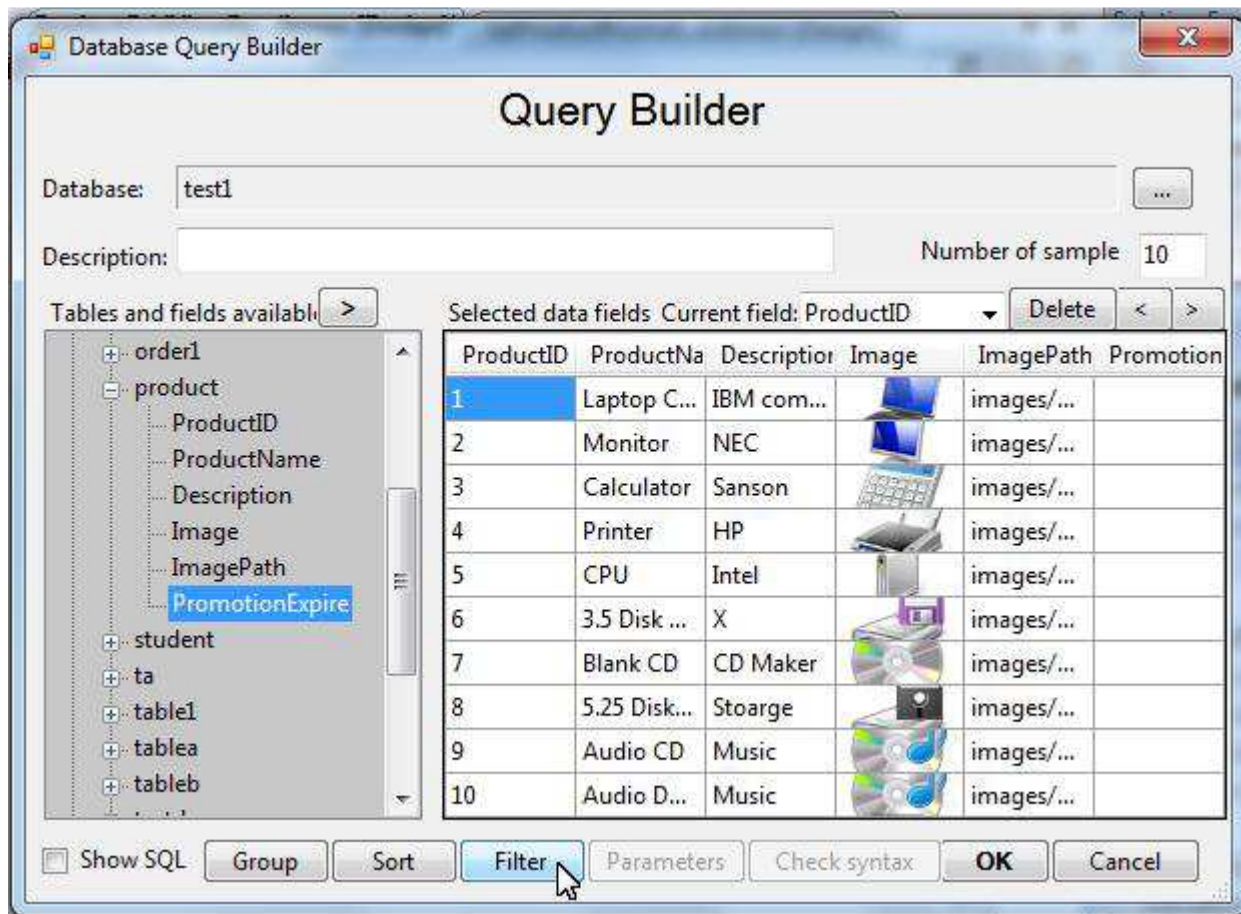 Database Query Builder
Query Builder
Database: test1 ...
Description: Number of sample 10
Tables and fields availabl >
order1
product
ProductID
ProductName
Description
Image
ImagePath
PromotionExpire
student
ta
table1
tablea
tableb
Selected data fields Current field: ProductID Delete < >
ProductID ProductNa Descriptior Image ImagePath Promotion
1 Laptop C... IBM com... images/...
2 Monitor NEC images/...
3 Calculator Sanson images/...
4 Printer HP images/...
5 CPU Intel images/...
6 3.5 Disk ... X images/...
7 Blank CD CD Maker images/...
8 5.25 Disk... Stoarge images/...
9 Audio CD Music images/...
10 Audio D... Music images/...
Show SQL Group Sort Filter Parameters Check syntax OK Cancel